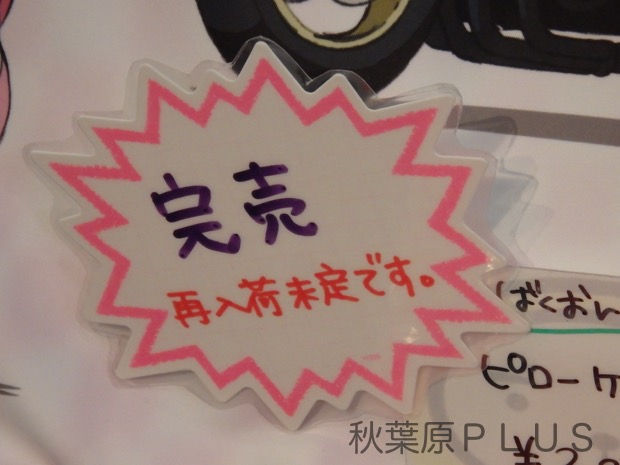 完売
再入荷未定です。
ばくおん
ピローケ
¥20
秋葉原PLUS